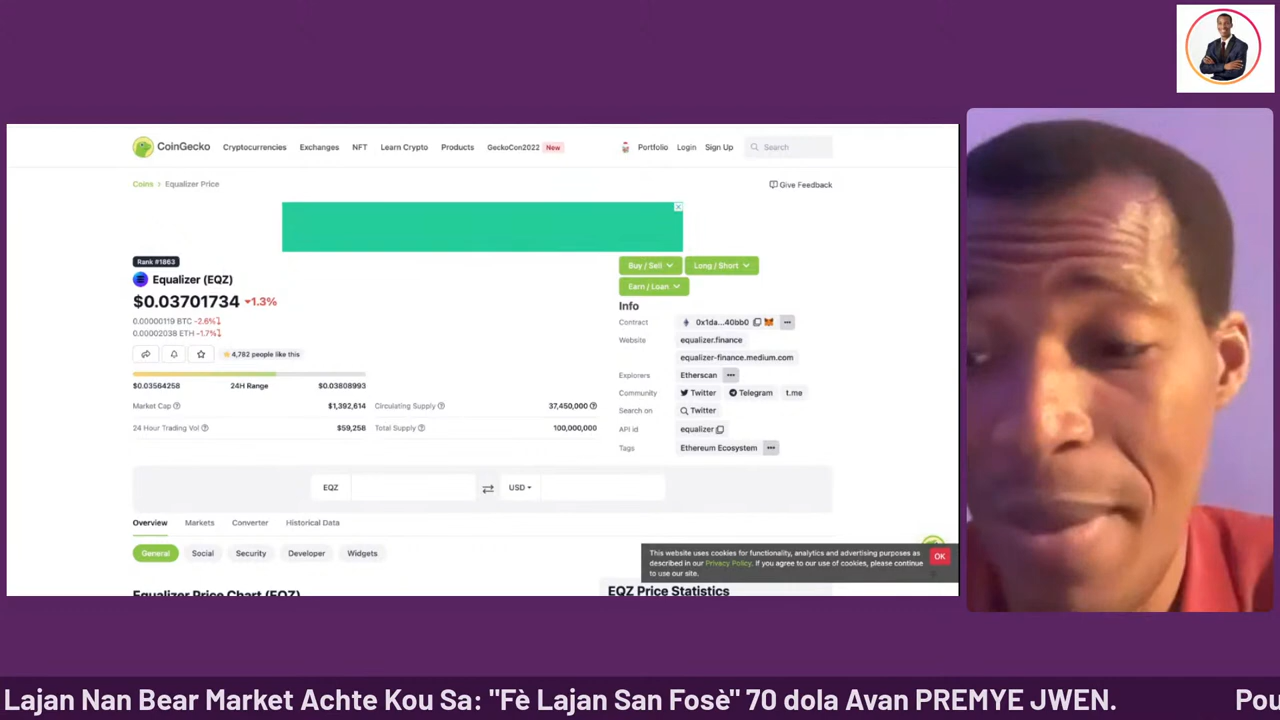 CoinGecko Cryptocurrencies Exchanges NFT Learn Crypto Products GeckoCon2022 New Portfolio Login Sign Up Search
Coins › Equalizer Price Give Feedback
Rank #1863
Equalizer (EQZ)
$0.03701734 1.3%
0.00000119 BTC -2.6%
0.00002038 ETH -1.7%
4,782 people like this
$0.03564258 24H Range $0.03808993
Market Cap $1,392,614 Circulating Supply 37,450,000
24 Hour Trading Vol $59,258 Total Supply 100,000,000
Buy / Sell Long / Short
Earn / Loan
Info
Contract 0x1da...40bb0
Website equalizer.finance
equalizer-finance.medium.com
Explorers Etherscan
Community Twitter Telegram t.me
Search on Twitter
API id equalizer
Tags Ethereum Ecosystem
EQZ USD
Overview Markets Converter Historical Data
General Social Security Developer Widgets
This website uses cookies for functionality, analytics and advertising purposes as
described in our Privacy Policy. If you agree to our use of cookies, please continue
to use our site.
OK
Equalizer Price Chart (EQZ)
EQZ Price Statistics
Lajan Nan Bear Market Achte Kou Sa: "Fè Lajan San Fosè" 70 dola Avan PREMYE JWEN. Pou